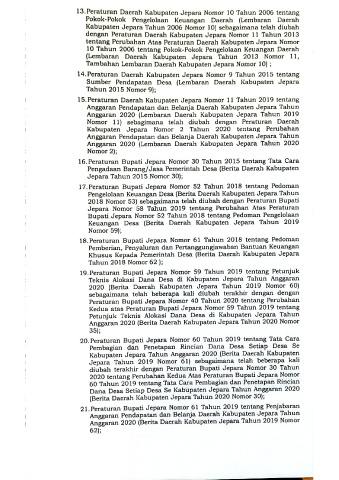 13. Peraturan Daerah Kabupaten Jepara Nomor 10 Tahun 2006 tentang
Pokok-Pokok Pengelolaan Keuangan Daerah (Lembaran Daerah
Kabupaten Jepara Tahun 2006 Nomor 10) sebagaimana telah diubah
dengan Peraturan Daerah Kabupaten Jepara Nomor 11 Tahun 2013
tentang Perubahan Atas Peraturan Daerah Kabupaten Jepara Nomor
10 Tahun 2006 tentang Pokok-Pokok Pengelolaan Keuangan Daerah
(Lembaran Daerah Kabupaten Jepara Tahun 2013 Nomor 11,
Tambahan Lembaran Daerah Kabupaten Jepara Nomor 10) ;
14. Peraturan Daerah Kabupaten Jepara Nomor 9 Tahun 2015 tentang
Sumber Pendapatan Desa (Lembaran Daerah Kabupaten Jepara
Tahun 2015 Nomor 9);
15. Peraturan Daerah Kabupaten Jepara Nomor 11 Tahun 2019 tentang
Anggaran Pendapatan dan Belanja Daerah Kabupaten Jepara Tahun
Anggaran 2020 (Lembaran Daerah Kabupaten Jepara Tahun 2019
Nomor 11) sebagaimana telah diubah dengan Peraturan Daerah
Kabupaten Jepara Nomor 2 Tahun 2020 tentang Perubahan
Anggaran Pendapatan dan Belanja Daerah Kabupaten Jepara Tahun
Anggaran 2020 (Lembaran Daerah Kabupaten Jepara Tahun 2020
Nomor 2);
16. Peraturan Bupati Jepara Nomor 30 Tahun 2015 tentang Tata Cara
Pengadaan Barang/Jasa Pemerintah Desa (Berita Daerah Kabupaten
Jepara Tahun 2015 Nomor 30);
17. Peraturan Bupati Jepara Nomor 52 Tahun 2018 tentang Pedoman
Pengelolaan Keuangan Desa (Berita Daerah Kabupaten Jepara Tahun
2018 Nomor 53) sebagaimana telah diubah dengan Peraturan Bupati
Jepara Nomor 58 Tahun 2019 tentang Perubahan Atas Peraturan
Bupati Jepara Nomor 52 Tahun 2018 tentang Pedoman Pengelolaan
Keuangan Desa (Berita Daerah Kabupaten Jepara Tahun 2019
Nomor 59);
18. Peraturan Bupati Jepara Nomor 61 Tahun 2018 tentang Pedoman
Pemberian, Penyaluran dan Pertanggungjawaban Bantuan Keuangan
Khusus Kepada Pemerintah Desa (Berita Daerah Kabupaten Jepara
Tahun 2018 Nomor 62 );
19. Peraturan Bupati Jepara Nomor 59 Tahun 2019 tentang Petunjuk
Teknis Alokasi Dana Desa di Kabupaten Jepara Tahun Anggaran
2020 (Berita Daerah Kabupaten Jepara Tahun 2019 Nomor 60)
sebagaimana telah beberapa kali diubah terakhir dengan dengan
Peraturan Bupati Jepara Nomor 40 Tahun 2020 tentang Perubahan
Kedua atas Peraturan Bupati Jepara Nomor 59 Tahun 2019 tentang
Petunjuk Teknis Alokasi Dana Desa di Kabupaten Jepara Tahun
Anggaran 2020 (Berita Daerah Kabupaten Jepara Tahun 2020 Nomor
35);
20. Peraturan Bupati Jepara Nomor 60 Tahun 2019 tentang Tata Cara
Pembagian dan Penetapan Rincian Dana Desa Setiap Desa Se
Kabupaten Jepara Tahun Anggaran 2020 (Berita Daerah Kabupaten
Jepara Tahun 2019 Nomor 61) sebagaimana telah beberapa kali
diubah terakhir dengan Peraturan Bupati Jepara Nomor 30 Tahun
2020 tentang Perubahan Kedua Atas Peraturan Bupati Jepara Nomor
60 Tahun 2019 tentang Tata Cara Pembagian dan Penetapan Rincian
Dana Desa Setiap Desa Se Kabupaten Jepara Tahun Anggaran 2020
(Berita Daerah Kabupaten Jepara Tahun 2020 Nomor 30);
21. Peraturan Bupati Jepara Nomor 61 Tahun 2019 tentang Penjabaran
Anggaran Pendapatan dan Belanja Daerah Kabupaten Jepara Tahun
Anggaran 2020 (Berita Daerah Kabupaten Jepara Tahun 2019 Nomor
62);